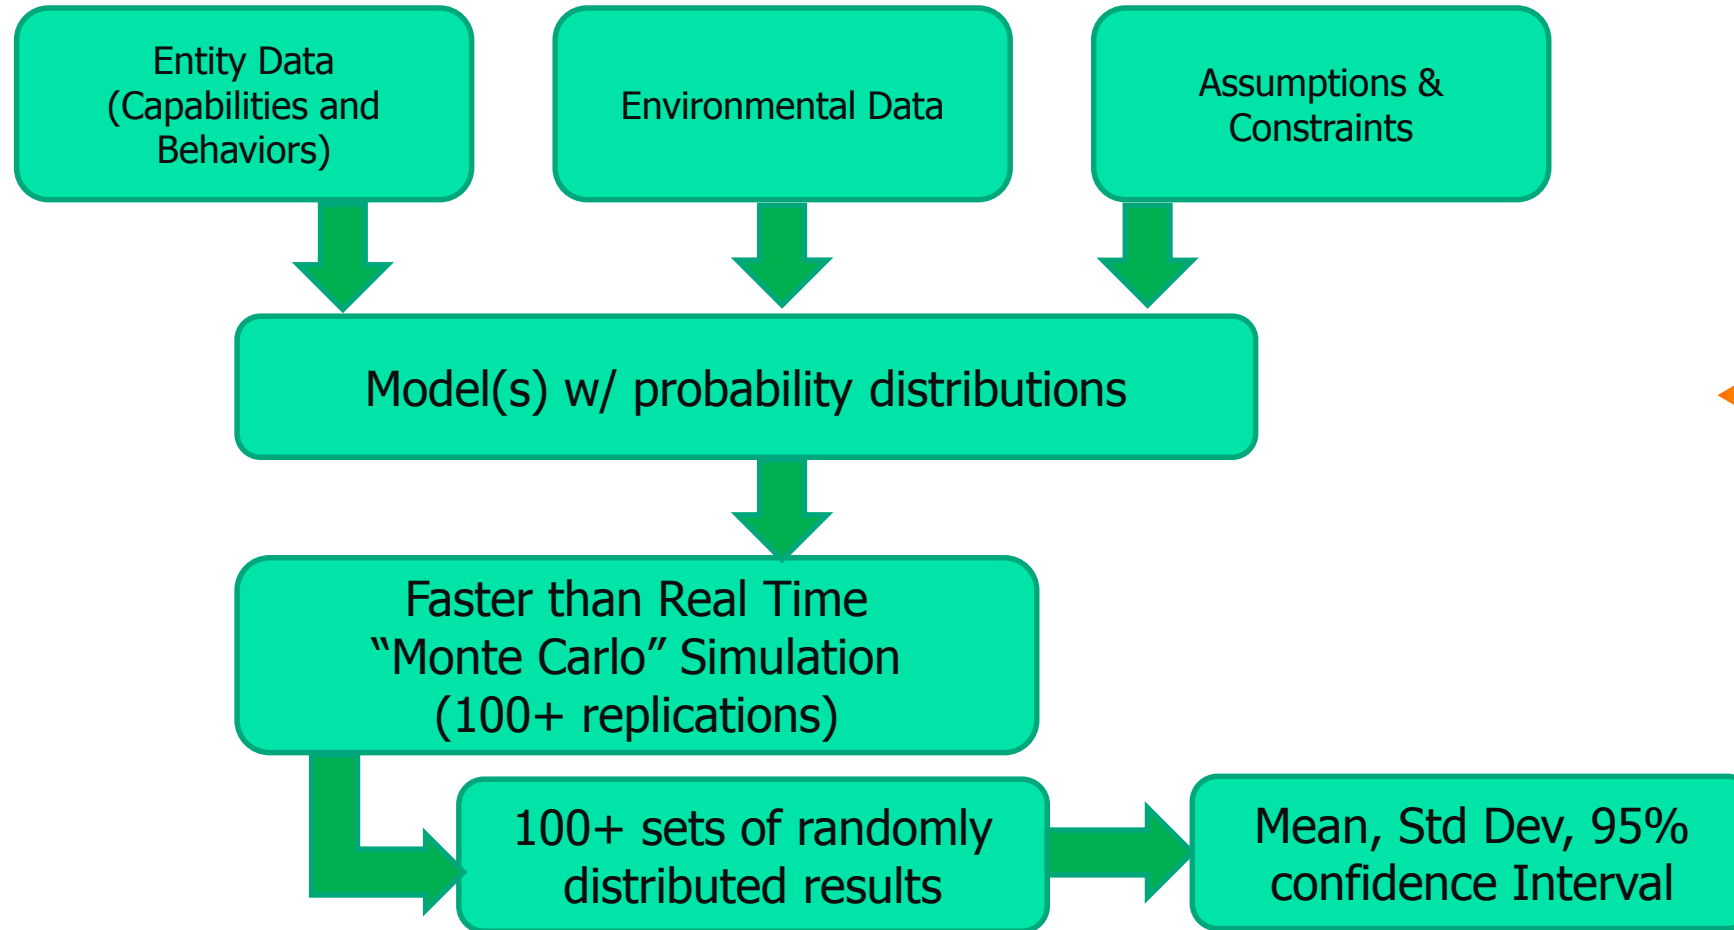 Entity Data
(Capabilities and
Behaviors)
Environmental Data
Assumptions &
Constraints
Model(s) w/ probability distributions
Faster than Real Time
“Monte Carlo” Simulation
(100+ replications)
100+ sets of randomly
distributed results
Mean, Std Dev, 95%
confidence Interval